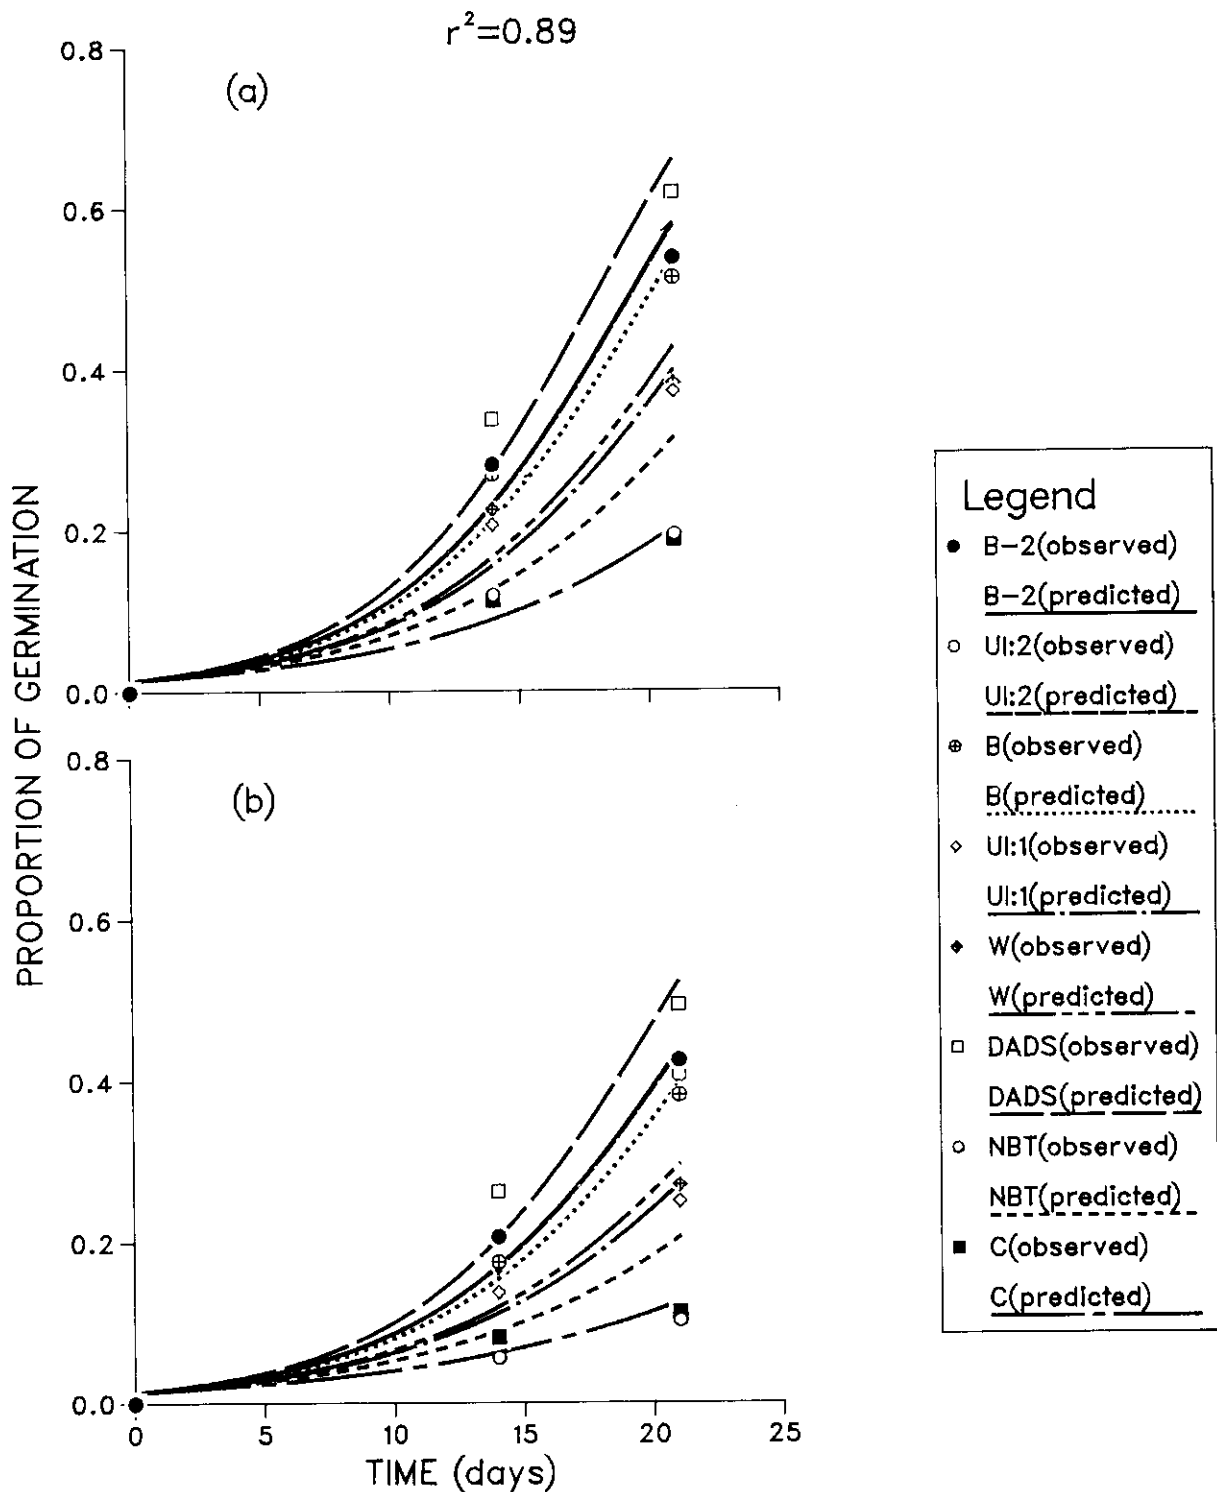 r²=0.89
(a)
0.8
0.6
0.4
0.2
0.0
PROPORTION OF GERMINATION
(b)
0.8
0.6
0.4
0.2
0.0
0 5 10 15 20 25
TIME (days)
Legend
B-2(observed)
B-2(predicted)
UI:2(observed)
UI:2(predicted)
B(observed)
B(predicted)
UI:1(observed)
UI:1(predicted)
W(observed)
W(predicted)
DADS(observed)
DADS(predicted)
NBT(observed)
NBT(predicted)
C(observed)
C(predicted)